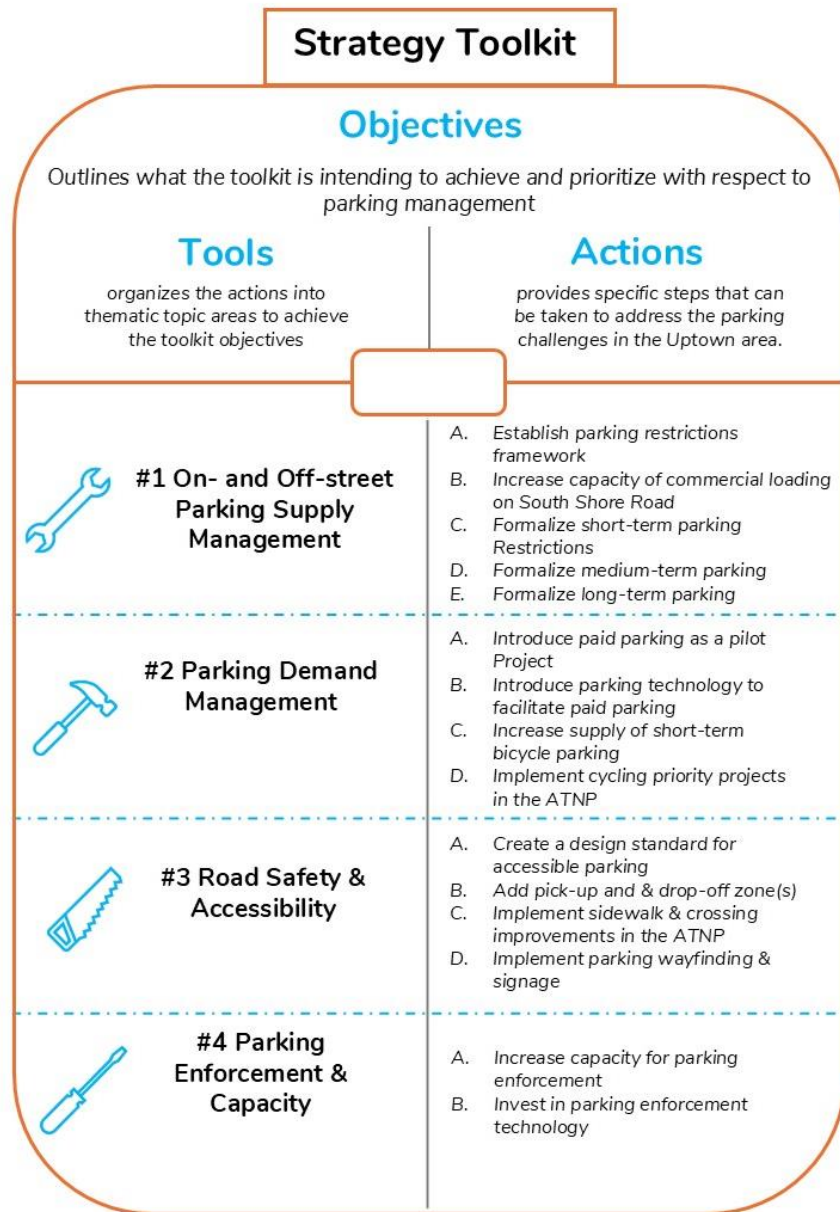 Strategy Toolkit
Objectives
Outlines what the toolkit is intending to achieve and prioritize with respect to
parking management
Tools
organizes the actions into
thematic topic areas to achieve
the toolkit objectives
Actions
provides specific steps that can
be taken to address the parking
challenges in the Uptown area.
#1 On- and Off-street
Parking Supply
Management
A. Establish parking restrictions
framework
B. Increase capacity of commercial loading
on South Shore Road
C. Formalize short-term parking
Restrictions
D. Formalize medium-term parking
E. Formalize long-term parking
#2 Parking Demand
Management
A. Introduce paid parking as a pilot
Project
B. Introduce parking technology to
facilitate paid parking
C. Increase supply of short-term
bicycle parking
D. Implement cycling priority projects
in the ATNP
#3 Road Safety &
Accessibility
A. Create a design standard for
accessible parking
B. Add pick-up and & drop-off zone(s)
C. Implement sidewalk & crossing
improvements in the ATNP
D. Implement parking wayfinding &
signage
#4 Parking
Enforcement &
Capacity
A. Increase capacity for parking
enforcement
B. Invest in parking enforcement
technology